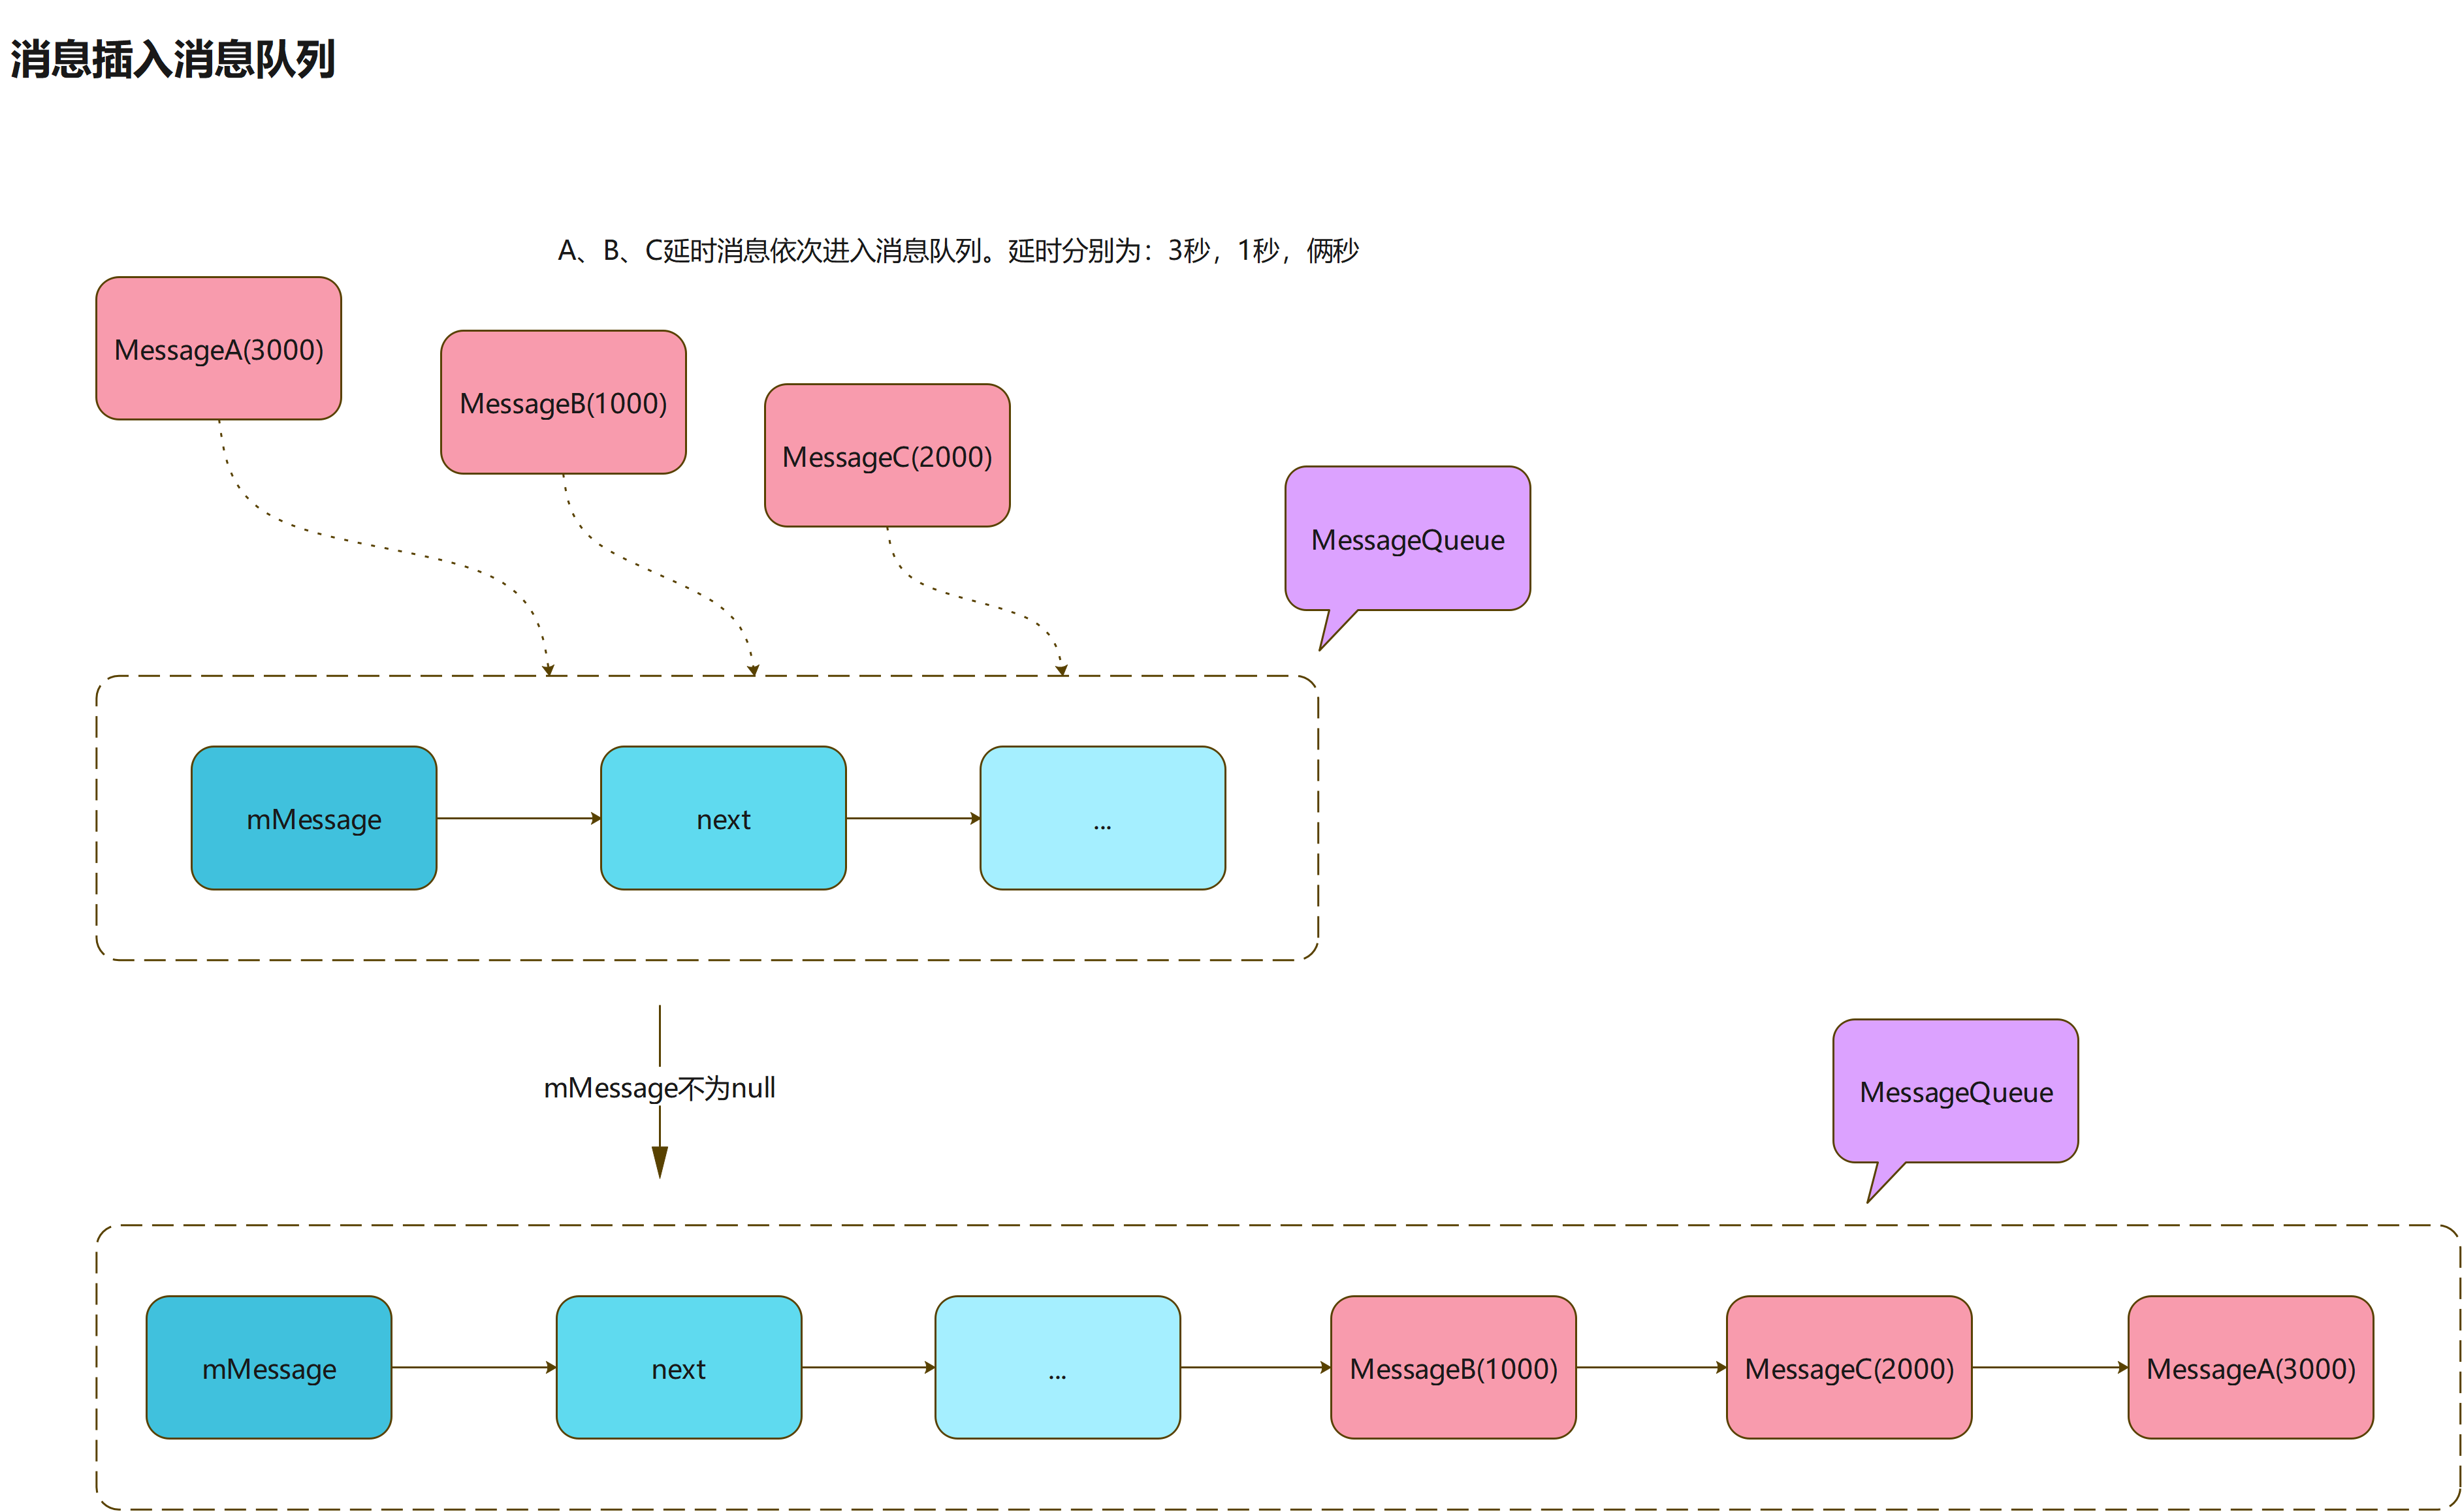 消息插入消息队列
A、B、C延时消息依次进入消息队列。延时分别为：3秒，1秒，俩秒
MessageA(3000)
MessageB(1000)
MessageC(2000)
MessageQueue
mMessage
next
...
mMessage不为null
MessageQueue
mMessage
next
...
MessageB(1000)
MessageC(2000)
MessageA(3000)